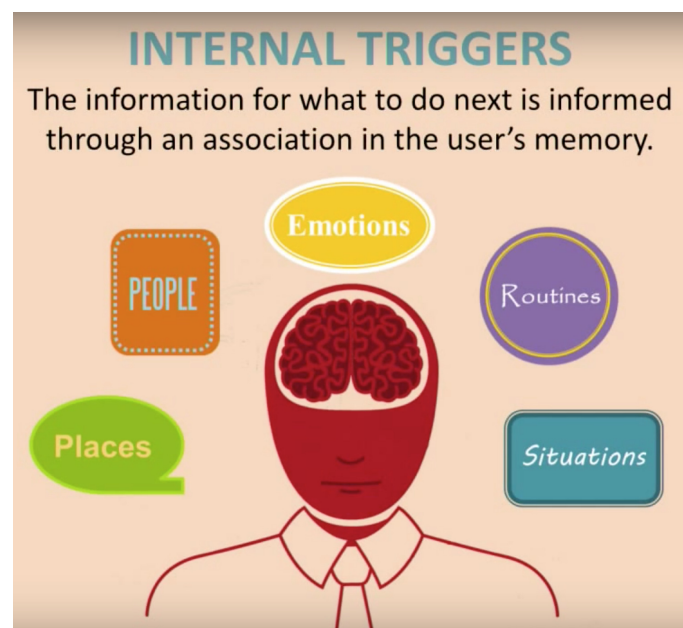 INTERNAL TRIGGERS
The information for what to do next is informed
through an association in the user's memory.
Emotions
PEOPLE
Routines
Places
Situations